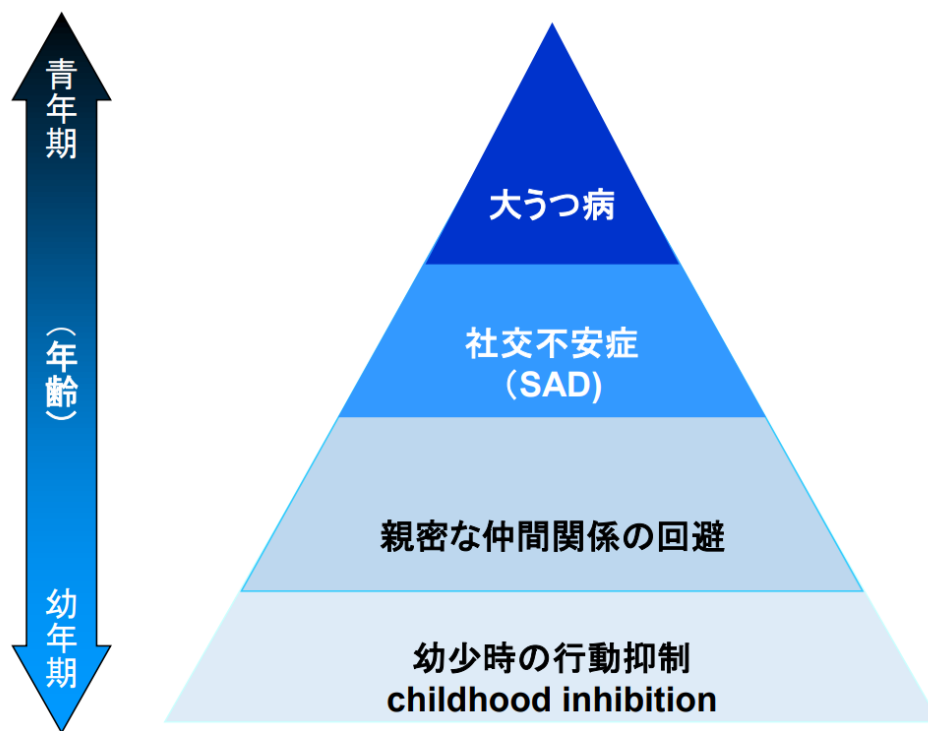 青年期
（年齢）
幼年期
大うつ病
社交不安症
（SAD)
親密な仲間関係の回避
幼少時の行動抑制
childhood inhibition